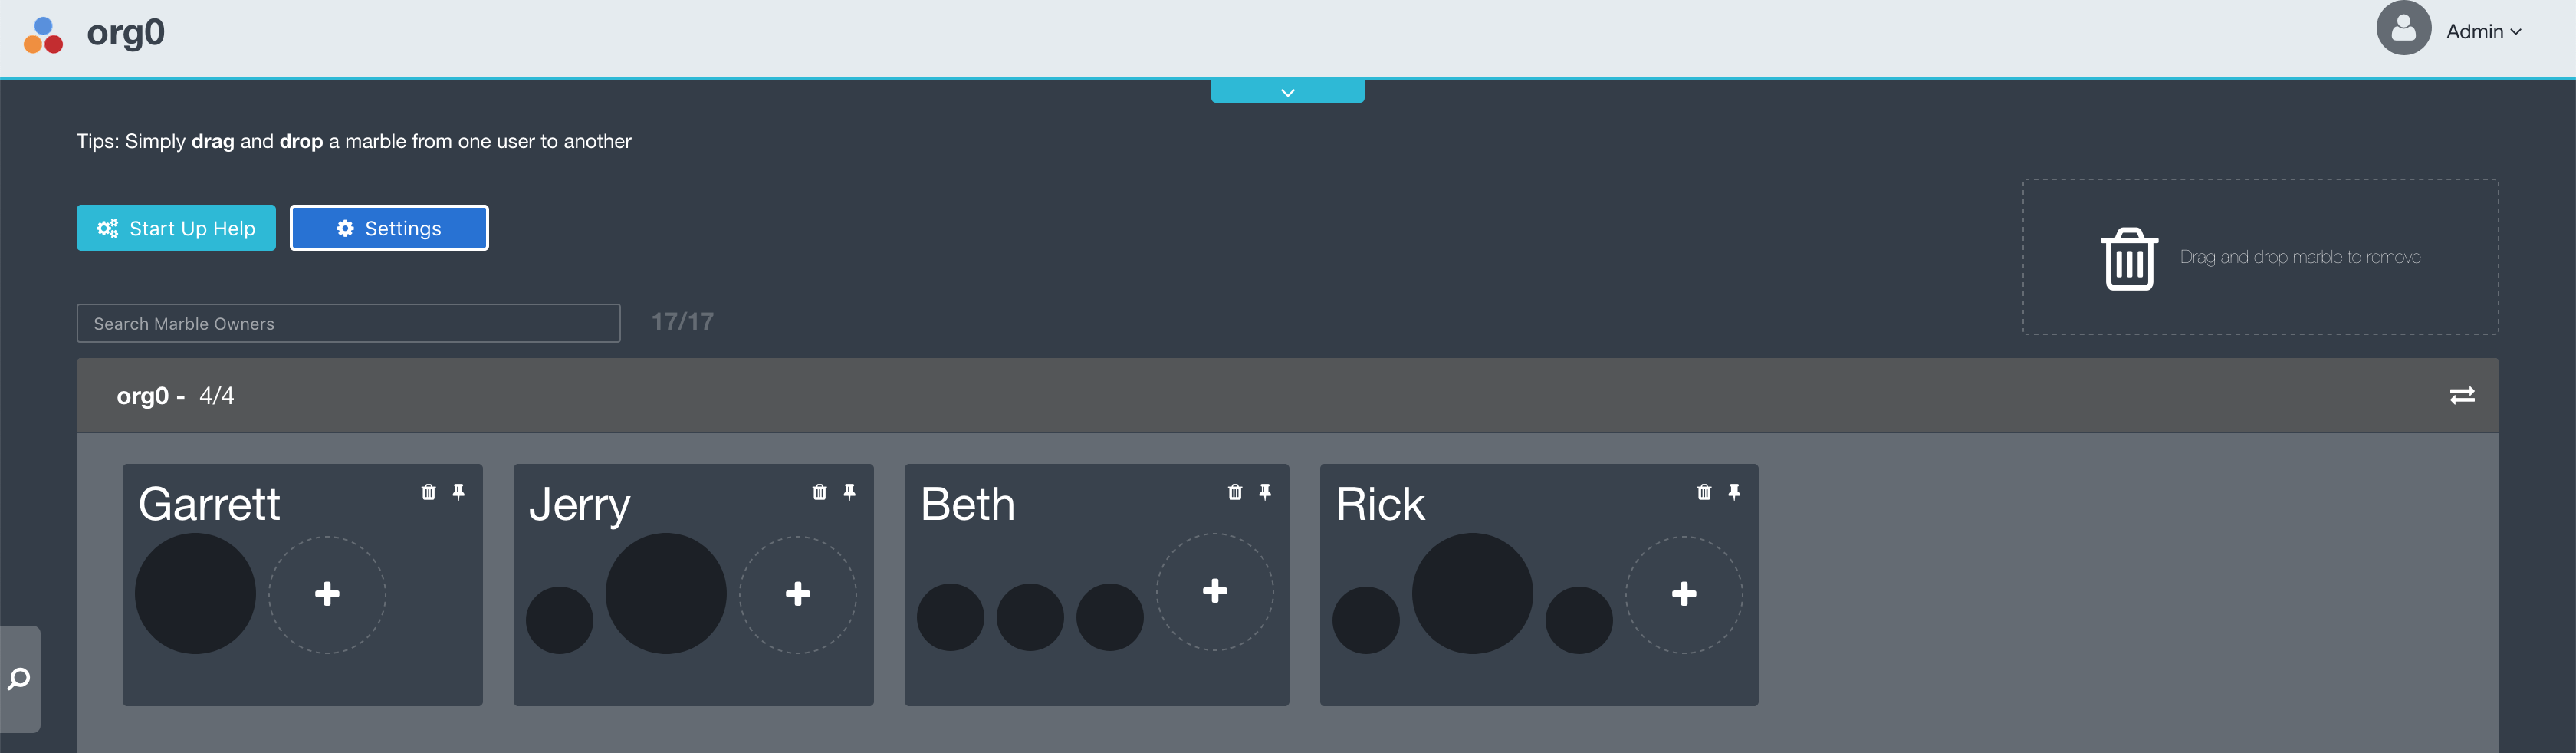 org0
Admin
Tips: Simply drag and drop a marble from one user to another
Start Up Help
Settings
Drag and drop marble to remove
Search Marble Owners
17/17
org0 - 4/4
Garrett
Jerry
Beth
Rick